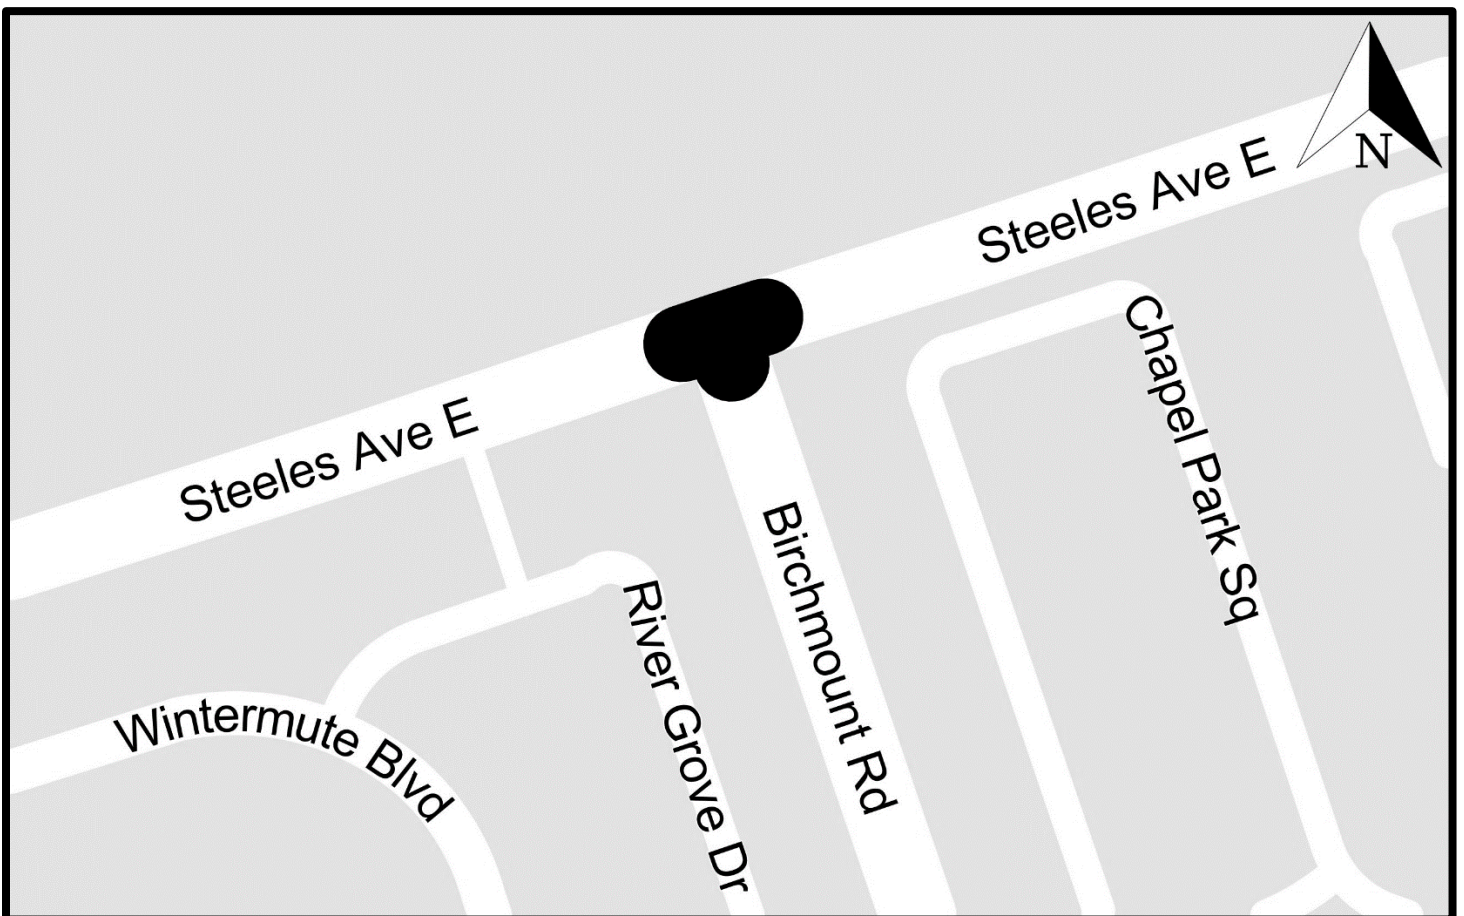 N
Steeles Ave E
Steeles Ave E
Chapel Park Sq
Birchmount Rd
River Grove Dr
Wintermute Blvd